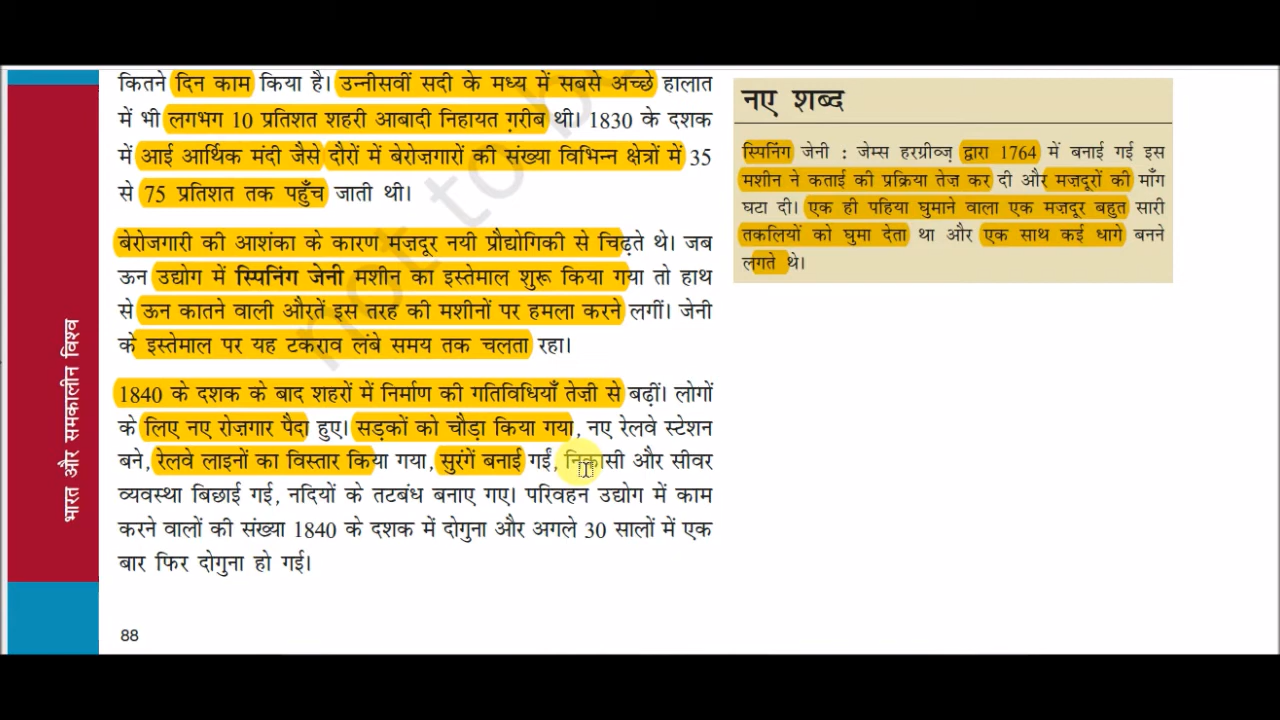 कितने दिन काम किया है। उन्नीसवीं सदी के मध्य में सबसे अच्छे हालात
में भी लगभग 10 प्रतिशत शहरी आबादी निहायत ग़रीब थी। 1830 के दशक
में आई आर्थिक मंदी जैसे दौरों में बेरोज़गारों की संख्या विभिन्न क्षेत्रों में 35
से 75 प्रतिशत तक पहुँच जाती थी।
बेरोजगारी की आशंका के कारण मज़दूर नयी प्रौद्योगिकी से चिढ़ते थे। जब
ऊन उद्योग में स्पिनिंग जेनी मशीन का इस्तेमाल शुरू किया गया तो हाथ
से ऊन कातने वाली औरतें इस तरह की मशीनों पर हमला करने लगीं। जेनी
के इस्तेमाल पर यह टकराव लंबे समय तक चलता रहा।
1840 के दशक के बाद शहरों में निर्माण की गतिविधियाँ तेज़ी से बढ़ीं। लोगों
के लिए नए रोज़गार पैदा हुए। सड़कों को चौड़ा किया गया, नए रेलवे स्टेशन
बने, रेलवे लाइनों का विस्तार किया गया, सुरंगें बनाई गईं, निकासी और सीवर
व्यवस्था बिछाई गई, नदियों के तटबंध बनाए गए। परिवहन उद्योग में काम
करने वालों की संख्या 1840 के दशक में दोगुना और अगले 30 सालों में एक
बार फिर दोगुना हो गई।
88
भारत और समकालीन विश्व
नए शब्द
स्पिनिंग जेनी : जेम्स हरग्रीव्ज़ द्वारा 1764 में बनाई गई इस
मशीन ने कताई की प्रक्रिया तेज़ कर दी और मज़दूरों की माँग
घटा दी। एक ही पहिया घुमाने वाला एक मज़दूर बहुत सारी
तकलियों को घुमा देता था और एक साथ कई धागे बनने
लगते थे।
not to be